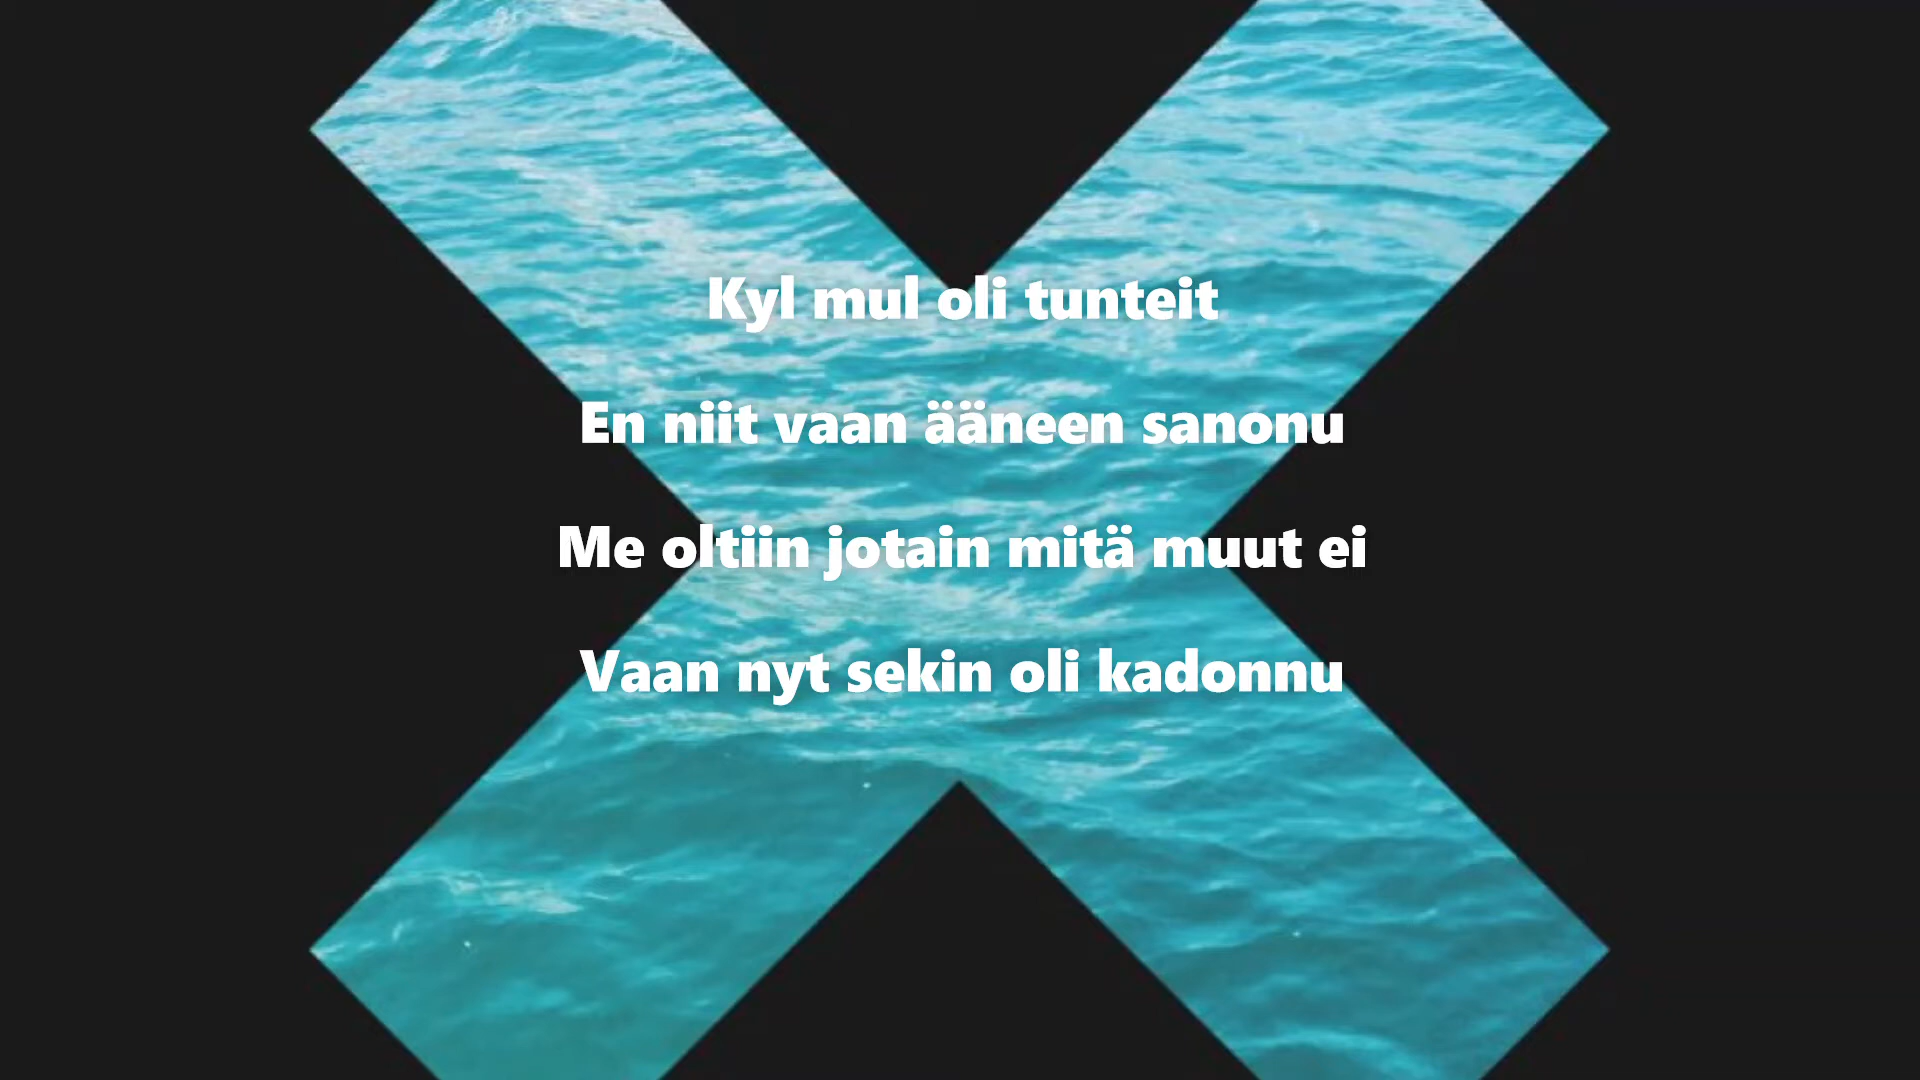 Kyl mul oli tunteit
En niit vaan ääneen sanonu
Me oltiin jotain mitä muut ei
Vaan nyt sekin oli kadonnu